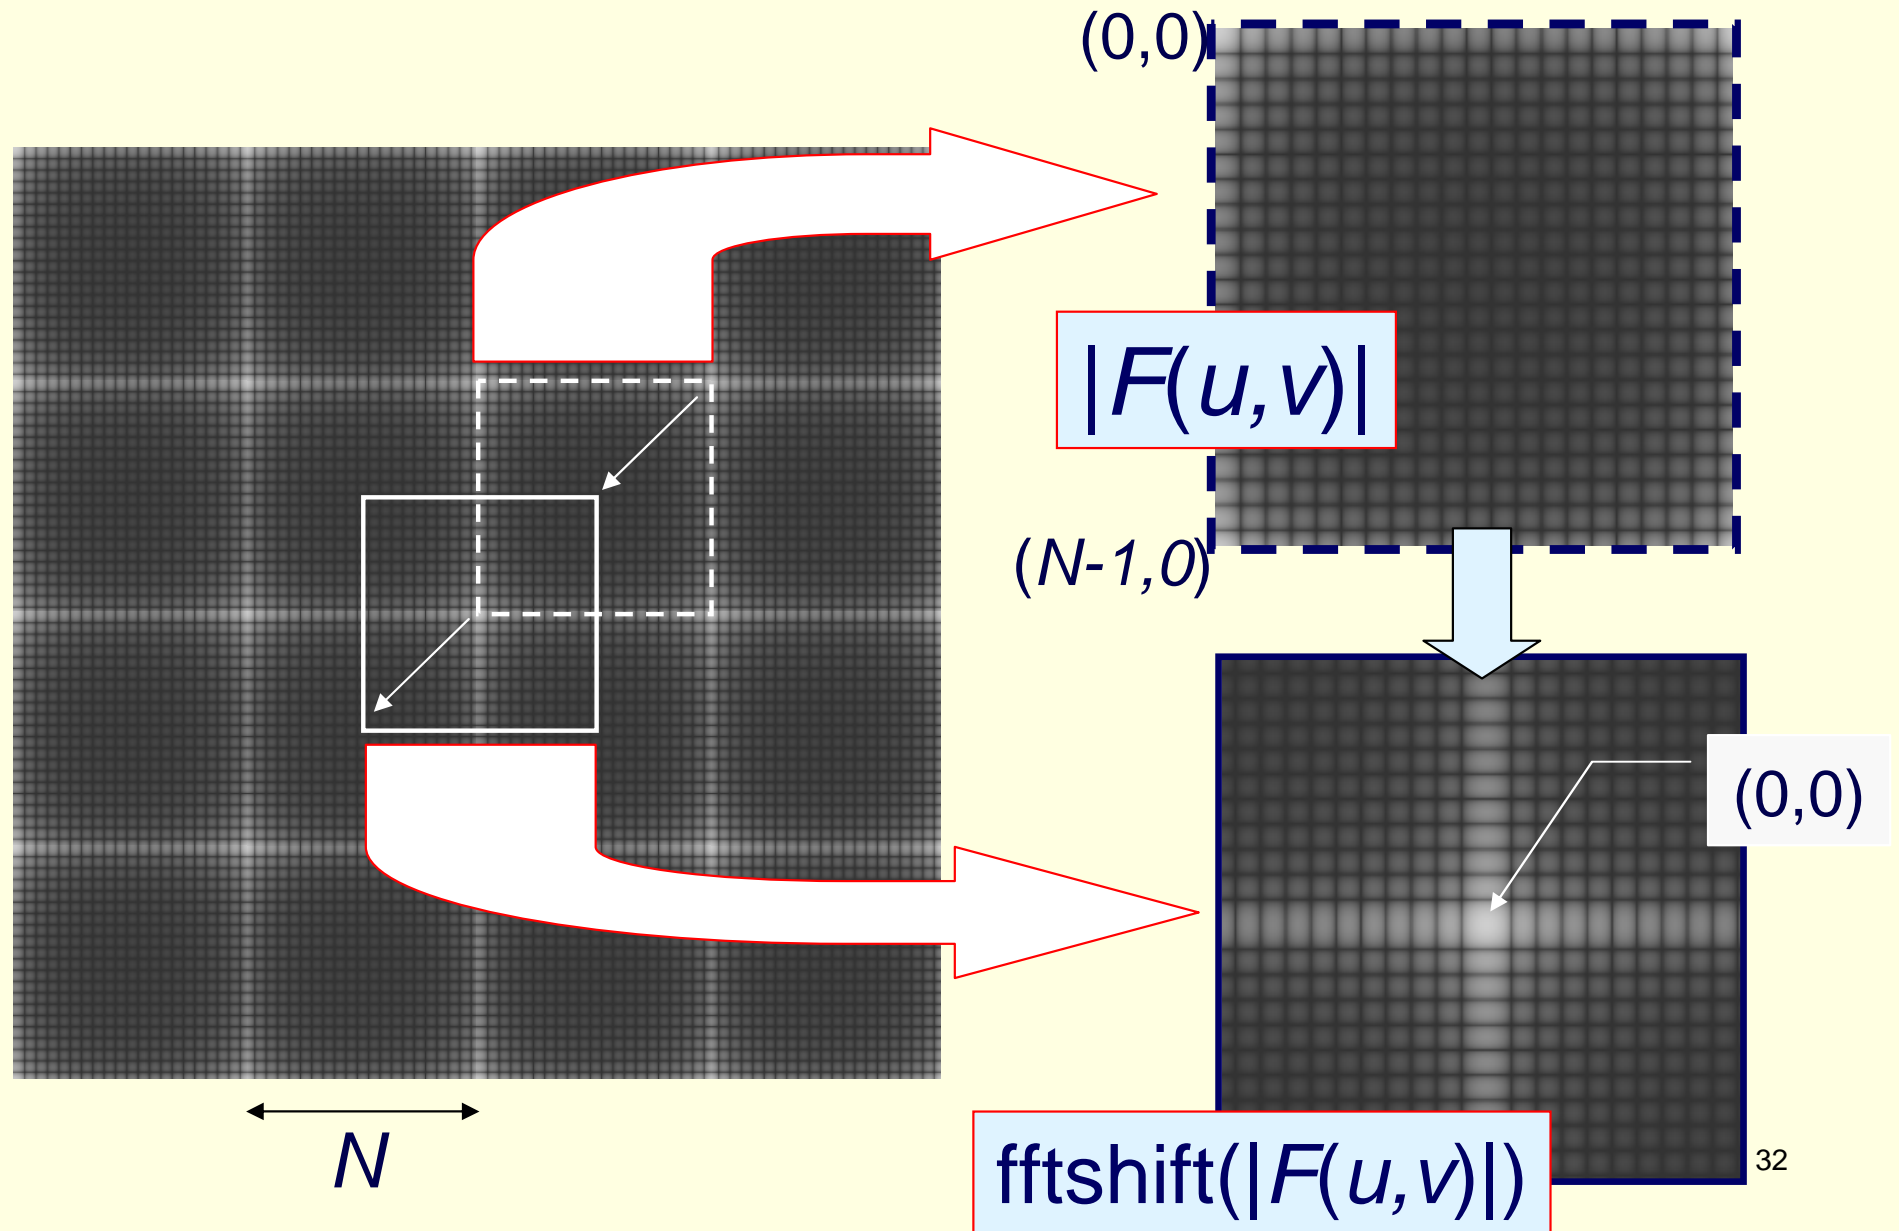 (0,0)
|F(u,v)|
(N-1,0)
(0,0)
N
fftshift(|F(u,v)|)
32